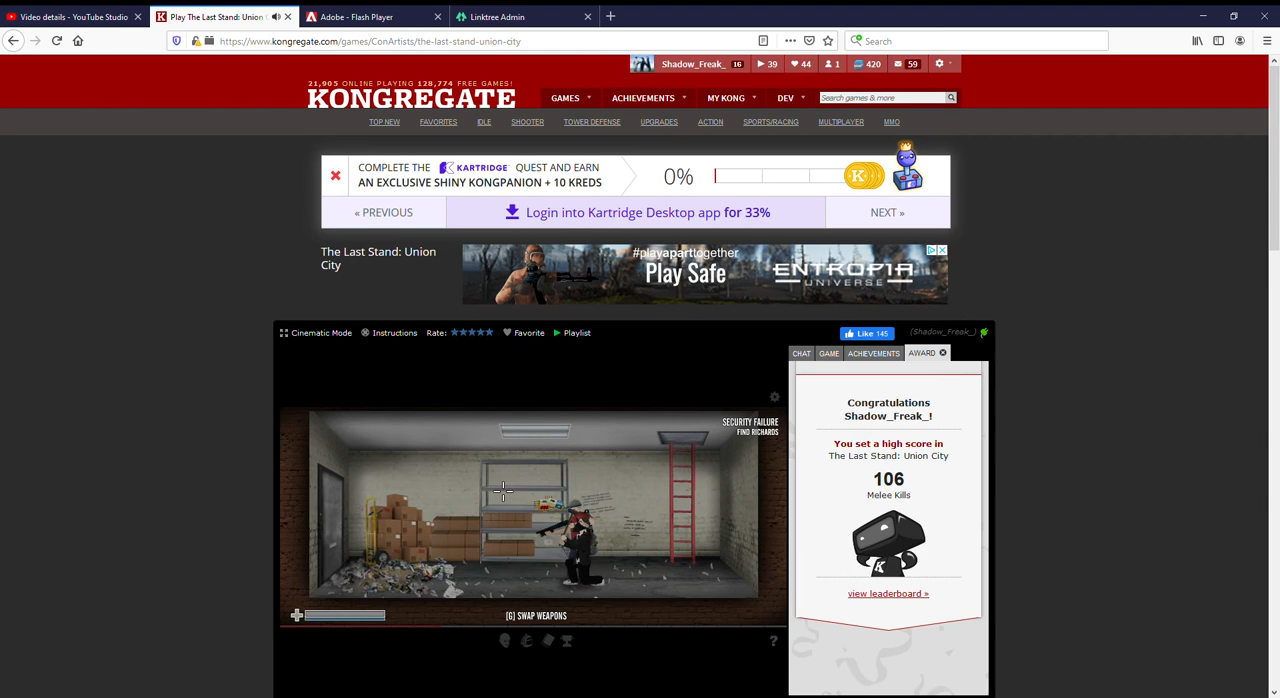 Video details - YouTube Studio
Play The Last Stand: Union C
Adobe - Flash Player
Linktree Admin
https://www.kongregate.com/games/ConArtists/the-last-stand-union-city
Search
Shadow_Freak_ 16 39 44 1 420 59
21,905 ONLINE PLAYING 128,774 FREE GAMES!
KONGREGATE
GAMES ACHIEVEMENTS MY KONG DEV Search games & more
TOP NEW FAVORITES IDLE SHOOTER TOWER DEFENSE UPGRADES ACTION SPORTS/RACING MULTIPLAYER MMO
COMPLETE THE KARTRIDGE QUEST AND EARN
AN EXCLUSIVE SHINY KONGPANION + 10 KREDS
0%
K
« PREVIOUS Login into Kartridge Desktop app for 33% NEXT »
The Last Stand: Union
City
#playaparttogether
Play Safe
ENTROPIA
UNIVERSE
Cinematic Mode Instructions Rate: Favorite Playlist Like 145 (Shadow_Freak_)
CHAT GAME ACHIEVEMENTS AWARD
SECURITY FAILURE
FIND RICHARDS
[G] SWAP WEAPONS
?
Congratulations
Shadow_Freak_!
You set a high score in
The Last Stand: Union City
106
Melee Kills
K
view leaderboard »